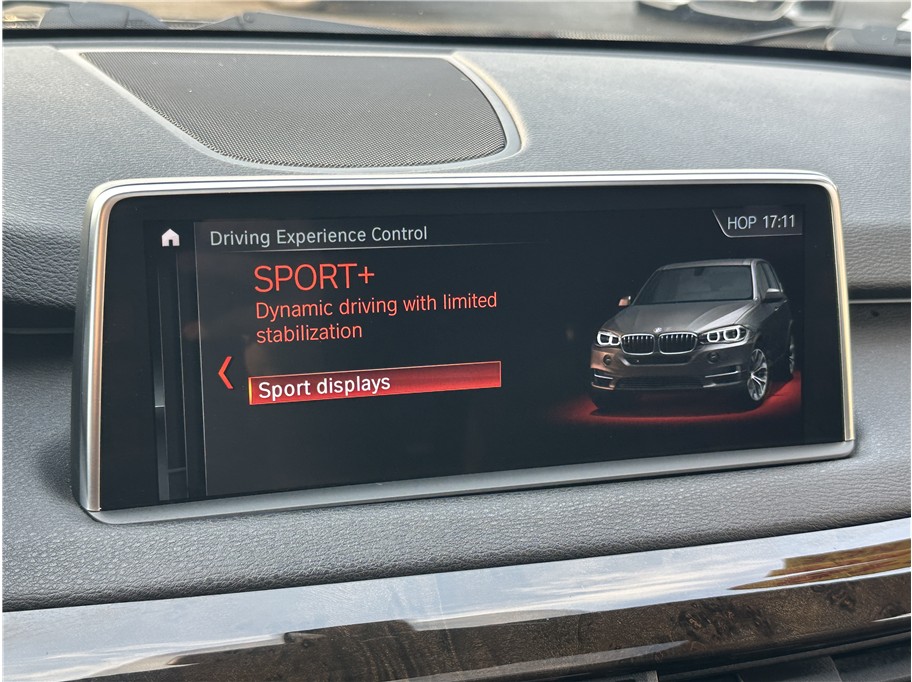 Driving Experience Control
HOP 17:11
SPORT+
Dynamic driving with limited
stabilization
Sport displays